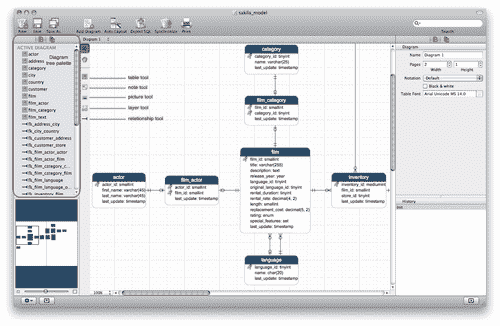 sakila_model
New
Save
Save As
Add Diagram
Auto Layout
Export SQL
Synchronize
Print
Search
ACTIVE DIAGRAM
actor
address
category
city
country
customer
film
film_actor
film_category
film_text
fk_address_city
fk_city_country
fk_customer_address
fk_customer_store
fk_film_actor_actor
fk_film_actor_film
fk_film_category_c...
fk_film_category_fi...
fk_film_language
fk_film_language_o...
fk_inventory_film
Diagram
tree palette
Diagram 1
table tool
note tool
picture tool
layer tool
relationship tool
category
category_id: tinyint
name: varchar(25)
last_update: timestamp
film_category
film_id: smallint
category_id: tinyint
last_update: timestamp
actor
actor_id: smallint
first_name: varchar(45)
last_name: varchar(45)
last_update: timestamp
film_actor
actor_id: smallint
film_id: smallint
last_update: timestamp
film
film_id: smallint
title: varchar(255)
description: text
release_year: year
language_id: tinyint
original_language_id: tinyint
rental_duration: tinyint
rental_rate: decimal(4, 2)
length: smallint
replacement_cost: decimal(5, 2)
rating: enum
special_features: set
last_update: timestamp
inventory
inventory_id: mediumint
film_id: smallint
store_id: tinyint
last_update: timestamp
language
language_id: tinyint
name: char(20)
last_update: timestamp
100%
Diagram
Name: Diagram 1
Pages: 2 1
Width Height
Notation: Default
Black & white
Table Font: Arial Unicode MS 14.0
History